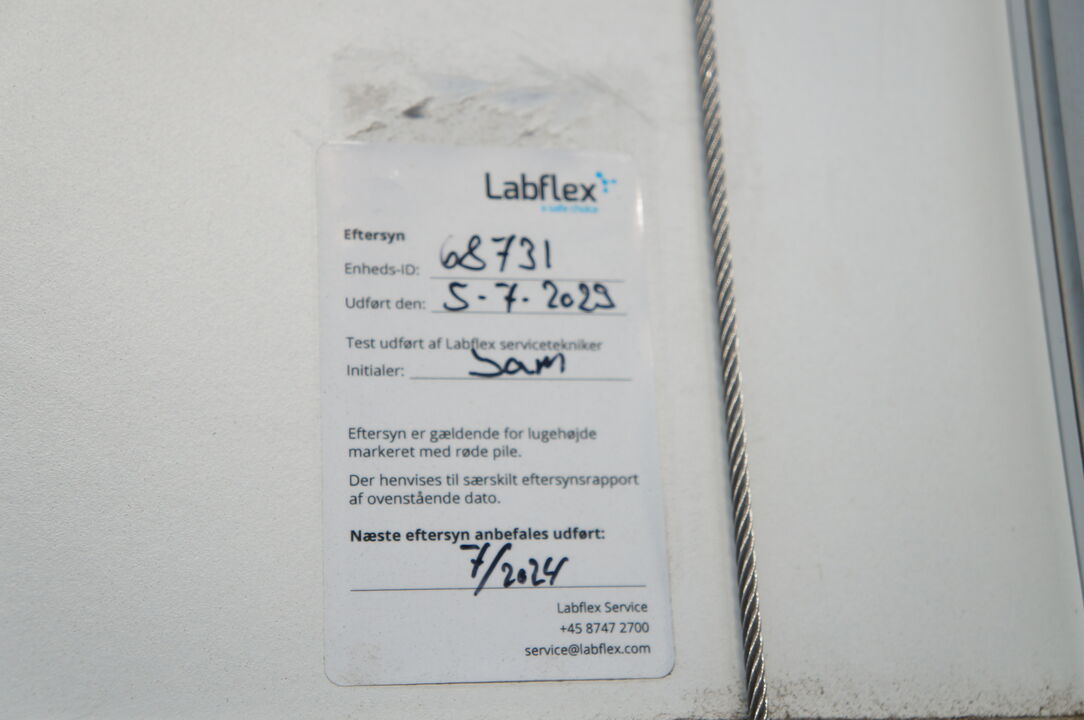 Labflex
a safe choice
Eftersyn
Enheds-ID: 68731
Udført den: 5-7.2023
Test udført af Labflex servicetekniker
Initialer: Sam
Eftersyn er gældende for lugehøjde
markeret med røde pile.
Der henvises til særskilt eftersynsrapport
af ovenstående dato.
Næste eftersyn anbefales udført:
7/2024
Labflex Service
+45 8747 2700
service@labflex.com